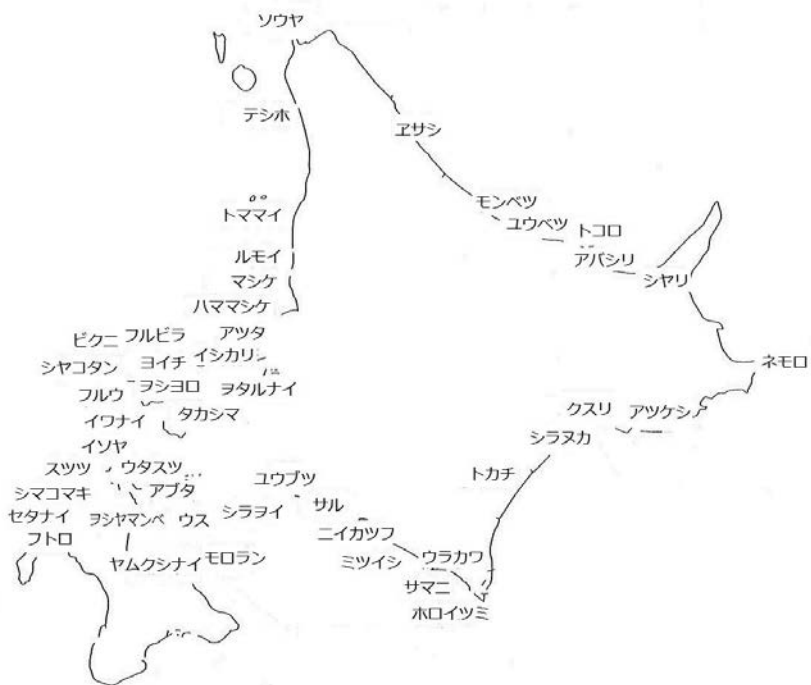 ソウヤ
テシホ
ヱサシ
トママイ
モンベツ
ユウベツ
トコロ
ルモイ
アバシリ
マシケ
シヤリ
ハママシケ
ビクニ
フルビラ
アツタ
シヤコタン
ヨイチ
イシカリ
ネモロ
フルウ
ヲシヨロ
ヲタルナイ
イワナイ
タカシマ
クスリ
アツケシ
イソヤ
シラヌカ
スツツ
ウタスツ
ユウブツ
トカチ
シマコマキ
アブタ
サル
セタナイ
ヲシヤマンベ
ウス
シラヲイ
ニイカツフ
フトロ
ヤムクシナイ
モロラン
ミツイシ
ウラカワ
サマニ
ホロイツミ